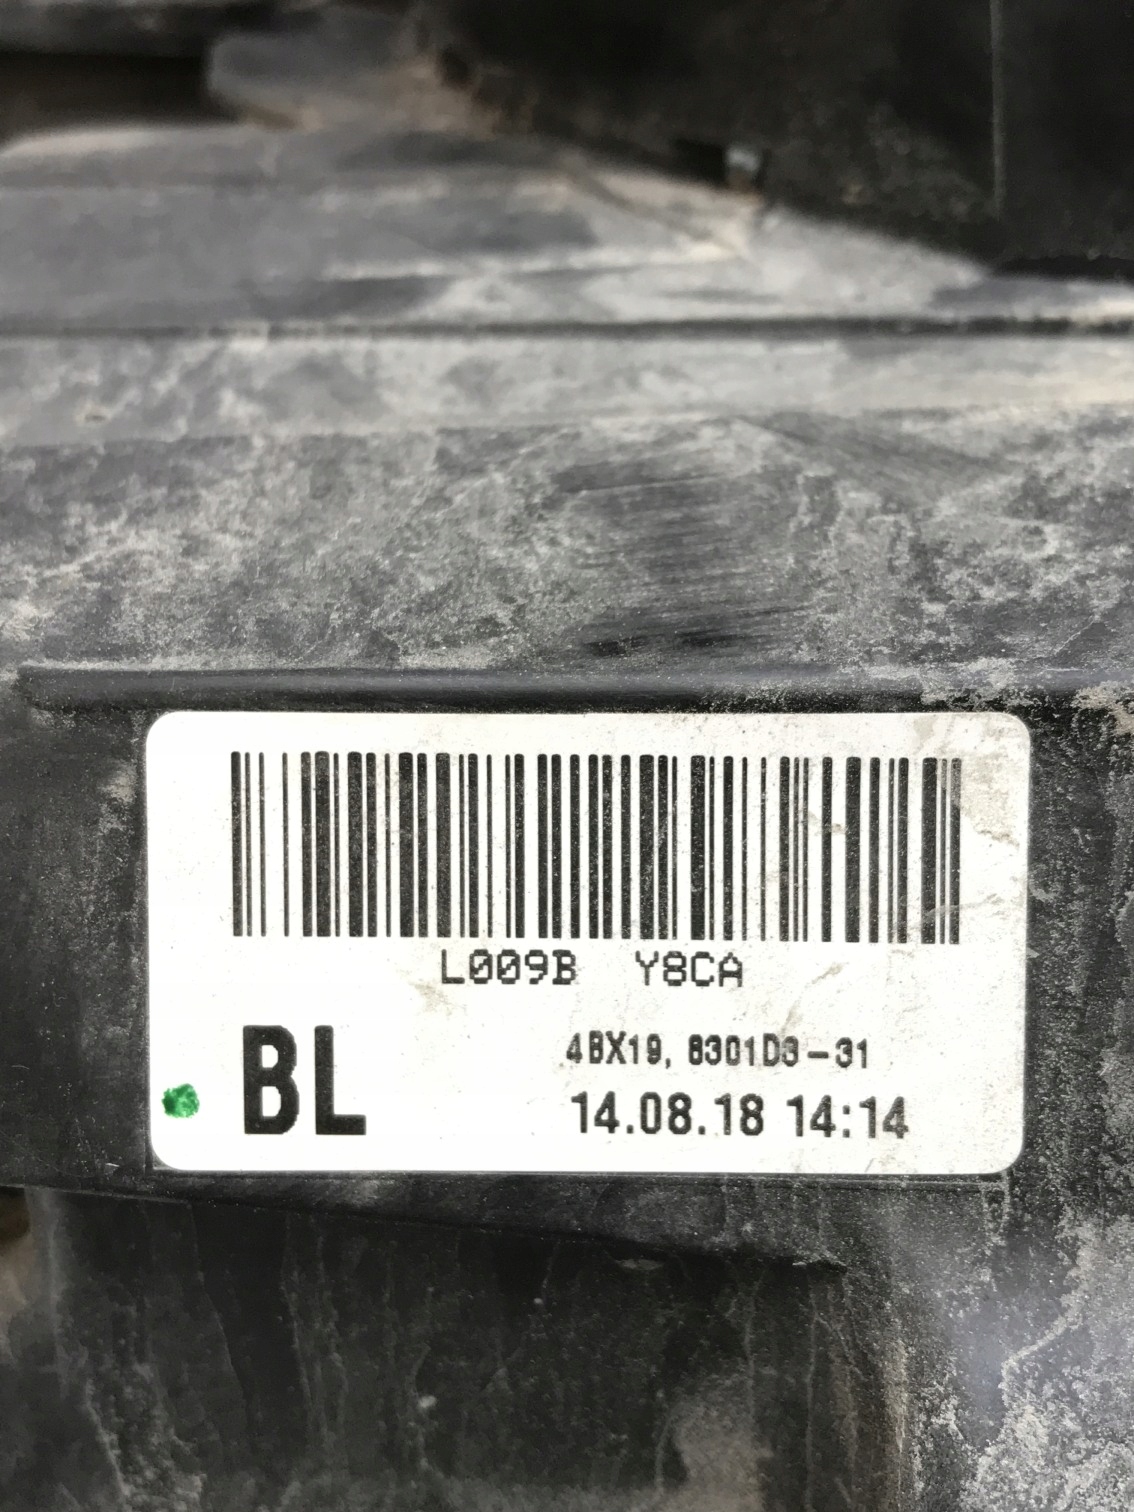 L009B Y8CA
BL
4BX19, 8301D3-31
14.08.18 14:14